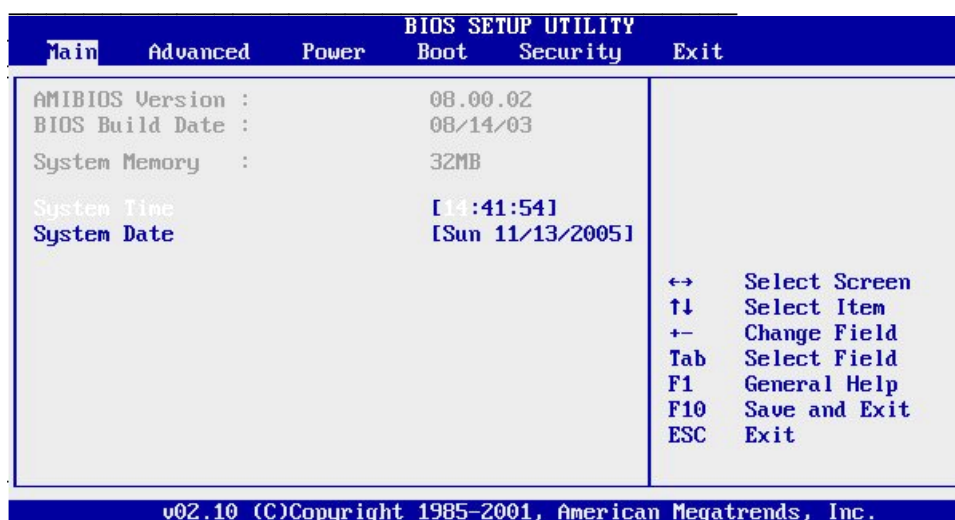 BIOS SETUP UTILITY
Main Advanced Power Boot Security Exit
AMIBIOS Version : 08.00.02
BIOS Build Date : 08/14/03
System Memory : 32MB
System Time [14:41:54]
System Date [Sun 11/13/2005]
←→ Select Screen
↑↓ Select Item
+- Change Field
Tab Select Field
F1 General Help
F10 Save and Exit
ESC Exit
v02.10 (C)Copyright 1985-2001, American Megatrends, Inc.